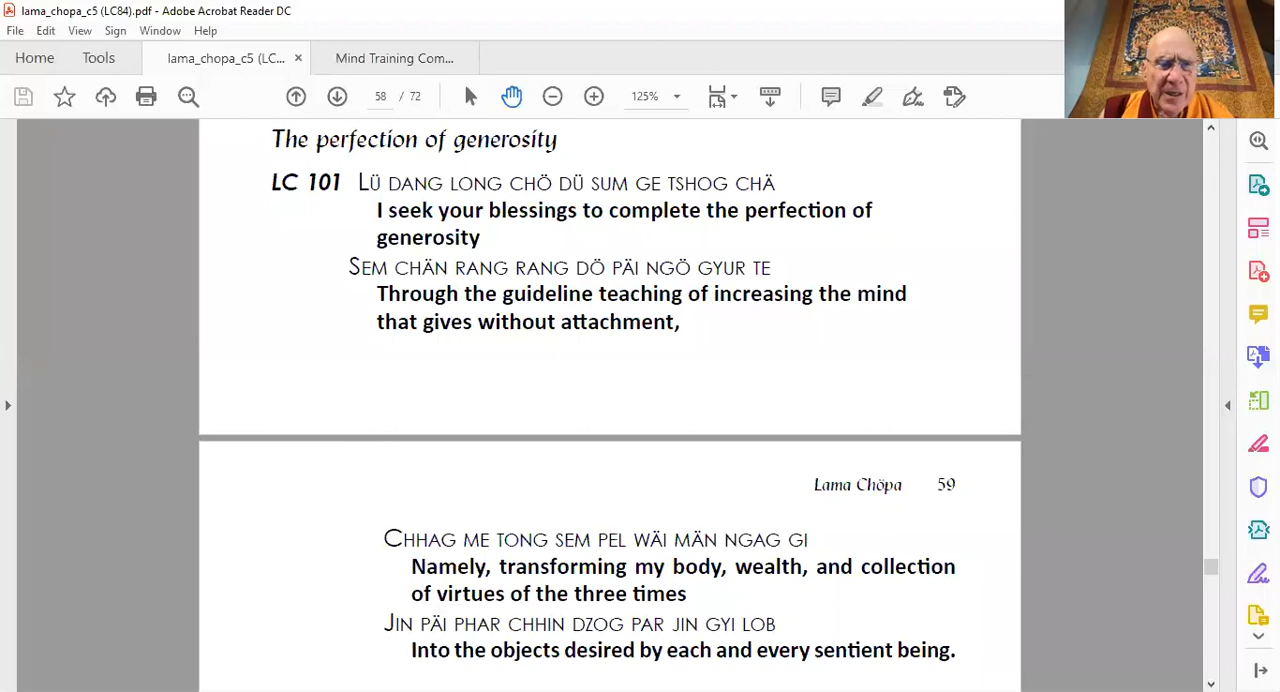 lama_chopa_c5 (LC84).pdf - Adobe Acrobat Reader DC
File Edit View Sign Window Help
Home Tools lama_chopa_c5 (LC... × Mind Training Com...
58 / 72 125%
The perfection of generosity
LC 101 LÜ DANG LONG CHÖ DÜ SUM GE TSHOG CHÄ
I seek your blessings to complete the perfection of
generosity
SEM CHÄN RANG RANG DÖ PÄI NGÖ GYUR TE
Through the guideline teaching of increasing the mind
that gives without attachment,
Lama Chöpa 59
CHHAG ME TONG SEM PEL WÄI MÄN NGAG GI
Namely, transforming my body, wealth, and collection
of virtues of the three times
JIN PÄI PHAR CHHIN DZOG PAR JIN GYI LOB
Into the objects desired by each and every sentient being.